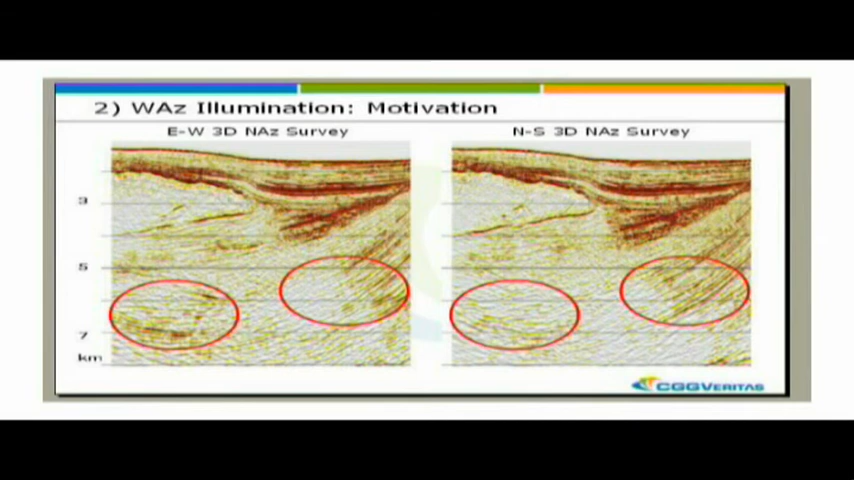 2) WAz Illumination: Motivation
E-W 3D NAz Survey
N-S 3D NAz Survey
3
5
7
km
CGGVERITAS